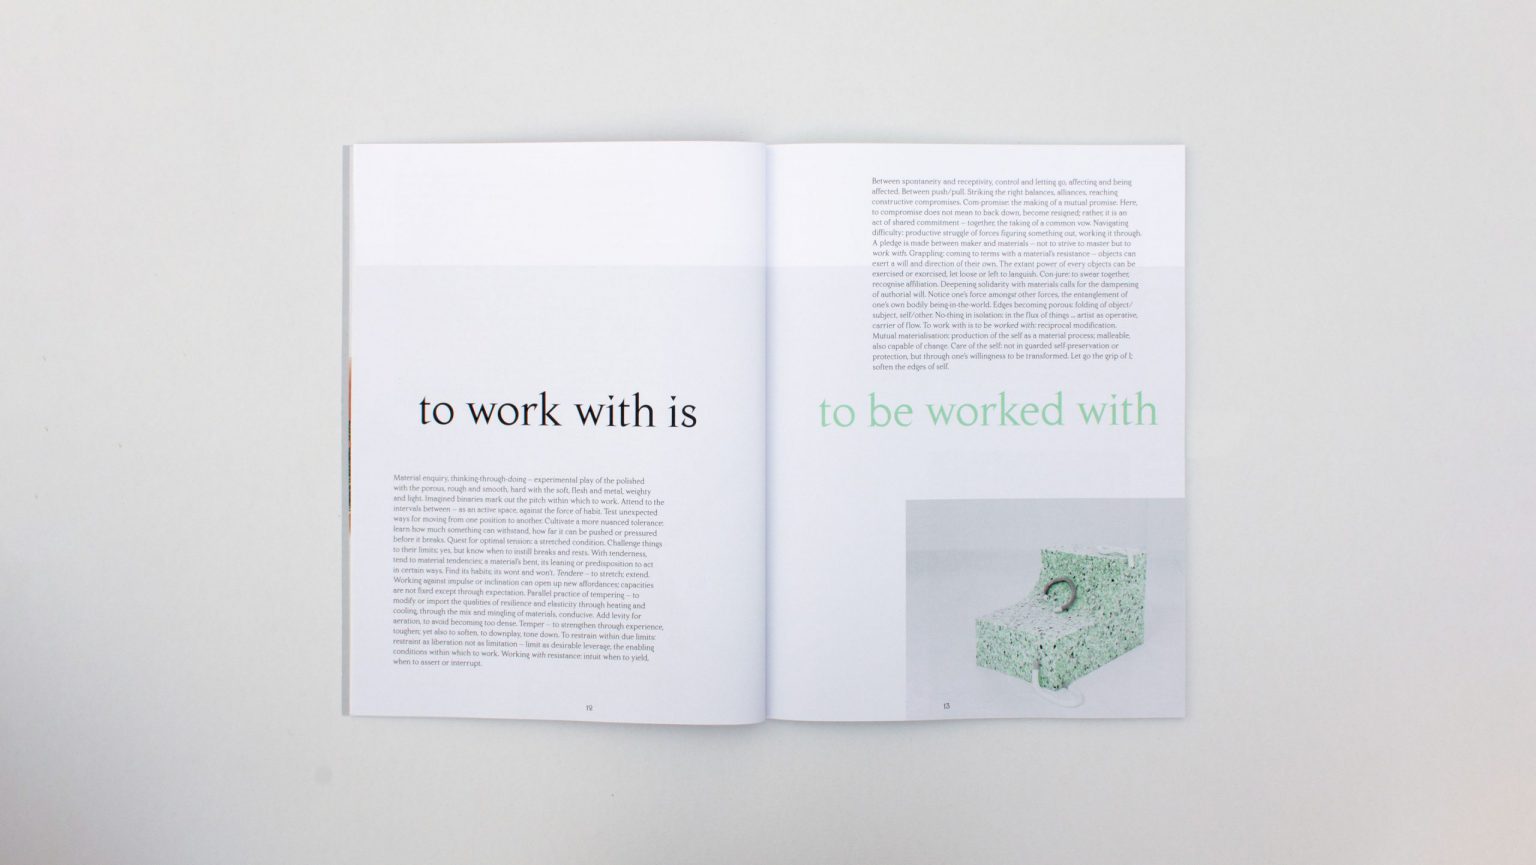 to work with is
Material enquiry, thinking-through-doing – experimental play of the polished
with the porous, rough and smooth, hard with the soft, flesh and metal, weighty
and light. Imagined binaries mark out the pitch within which to work. Attend to the
intervals between – as an active space, against the force of habit. Test unexpected
ways for moving from one position to another. Cultivate a more nuanced tolerance:
learn how much something can withstand, how far it can be pushed or pressured
before it breaks. Quest for optimal tension: a stretched condition. Challenge things
to their limits; yes, but know when to instill breaks and rests. With tenderness,
tend to material tendencies; a material's bent, its leaning or predisposition to act
in certain ways. Find its habits; its wont and won't. Tendere – to stretch; extend.
Working against impulse or inclination can open up new affordances; capacities
are not fixed except through expectation. Parallel practice of tempering – to
modify or import the qualities of resilience and elasticity through heating and
cooling, through the mix and mingling of materials, conducive. Add levity for
aeration, to avoid becoming too dense. Temper – to strengthen through experience,
toughen; yet also to soften, to downplay, tone down. To restrain within due limits:
restraint as liberation not as limitation – limit as desirable leverage, the enabling
conditions within which to work. Working with resistance: intuit when to yield,
when to assert or interrupt.
12
Between spontaneity and receptivity, control and letting go, affecting and being
affected. Between push/pull. Striking the right balances, alliances, reaching
constructive compromises. Com-promise: the making of a mutual promise. Here,
to compromise does not mean to back down, become resigned; rather, it is an
act of shared commitment – together, the taking of a common vow. Navigating
difficulty: productive struggle of forces figuring something out, working it through.
A pledge is made between maker and materials – not to strive to master but to
work with. Grappling; coming to terms with a material's resistance – objects can
exert a will and direction of their own. The extant power of every objects can be
exercised or exorcised, let loose or left to languish. Con-jure: to swear together,
recognise affiliation. Deepening solidarity with materials calls for the dampening
of authorial will. Notice one's force amongst other forces, the entanglement of
one's own bodily being-in-the-world. Edges becoming porous: folding of object/
subject, self/other. No-thing in isolation: in the flux of things ... artist as operative,
carrier of flow. To work with is to be worked with: reciprocal modification.
Mutual materialisation: production of the self as a material process; malleable,
also capable of change. Care of the self: not in guarded self-preservation or
protection, but through one's willingness to be transformed. Let go the grip of I;
soften the edges of self.
to be worked with
13